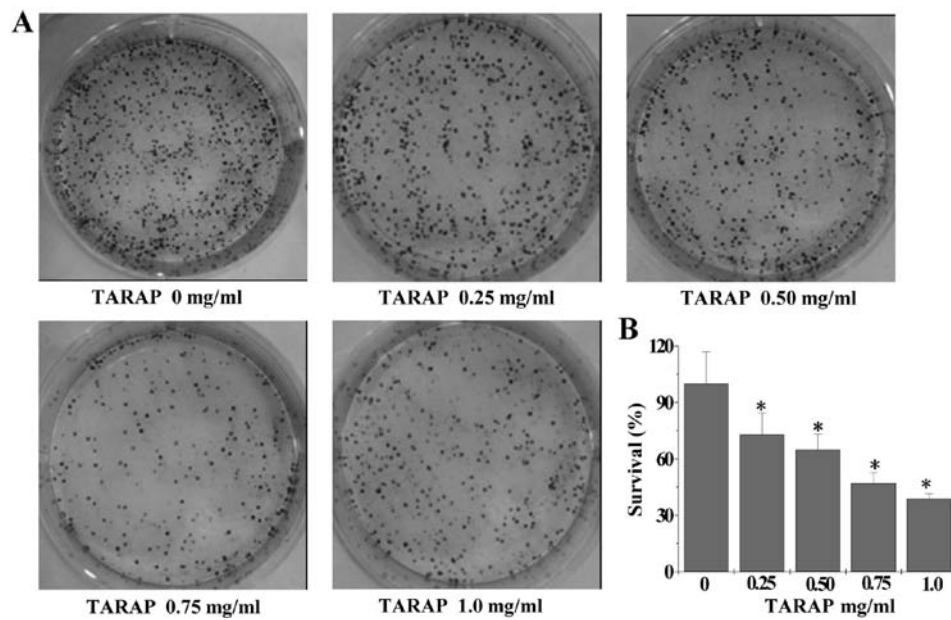 A
TARAP 0 mg/ml
TARAP 0.25 mg/ml
TARAP 0.50 mg/ml
TARAP 0.75 mg/ml
TARAP 1.0 mg/ml
B
Survival (%)
120
90
60
30
0
0 0.25 0.50 0.75 1.0
* * * *
TARAP mg/ml